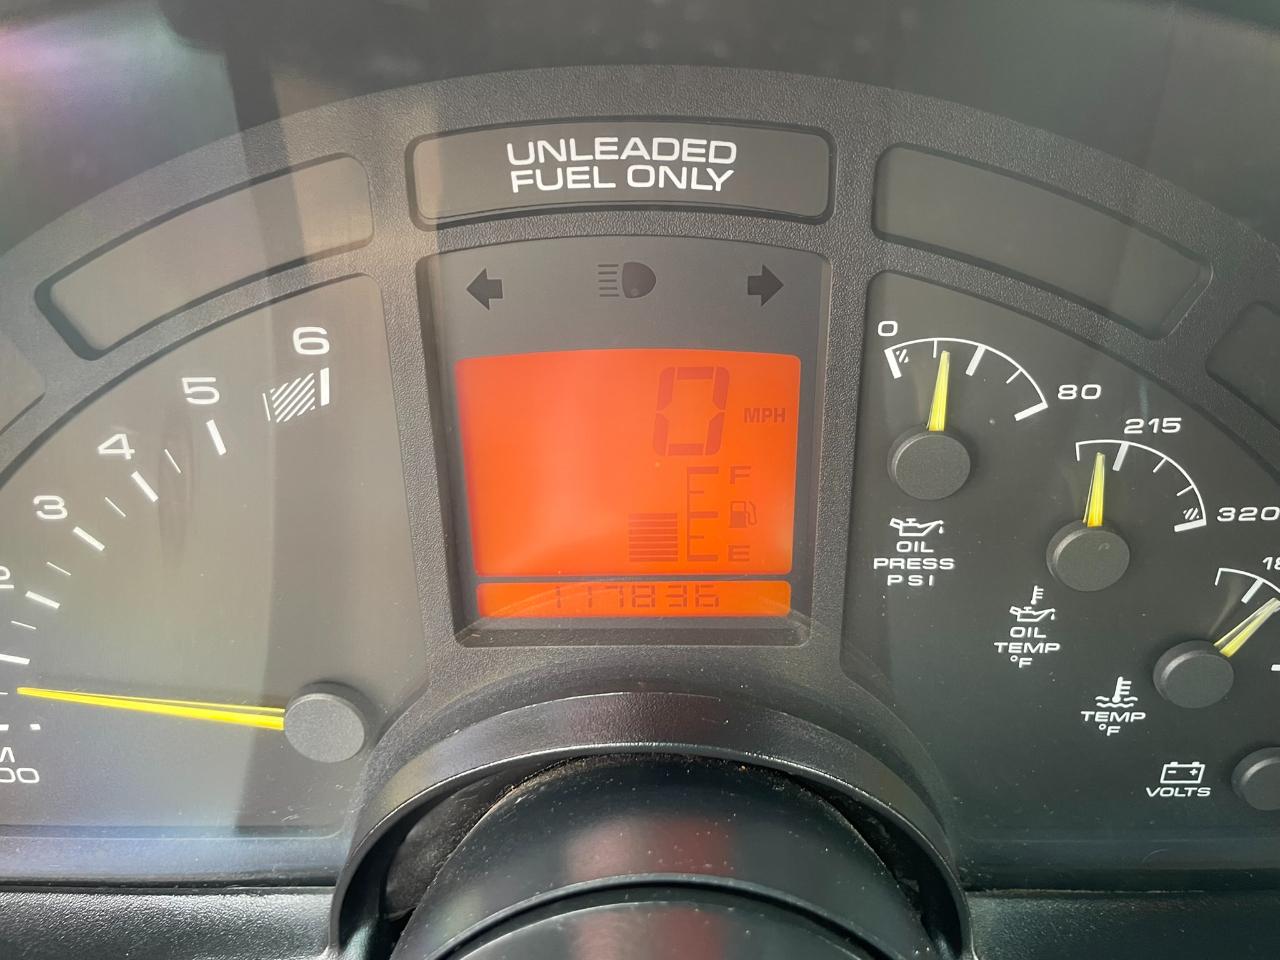 UNLEADED
FUEL ONLY
6
5
4
3
0
80
215
320
0
MPH
F
E
117836
OIL
PRESS
PSI
OIL
TEMP
°F
TEMP
°F
VOLTS